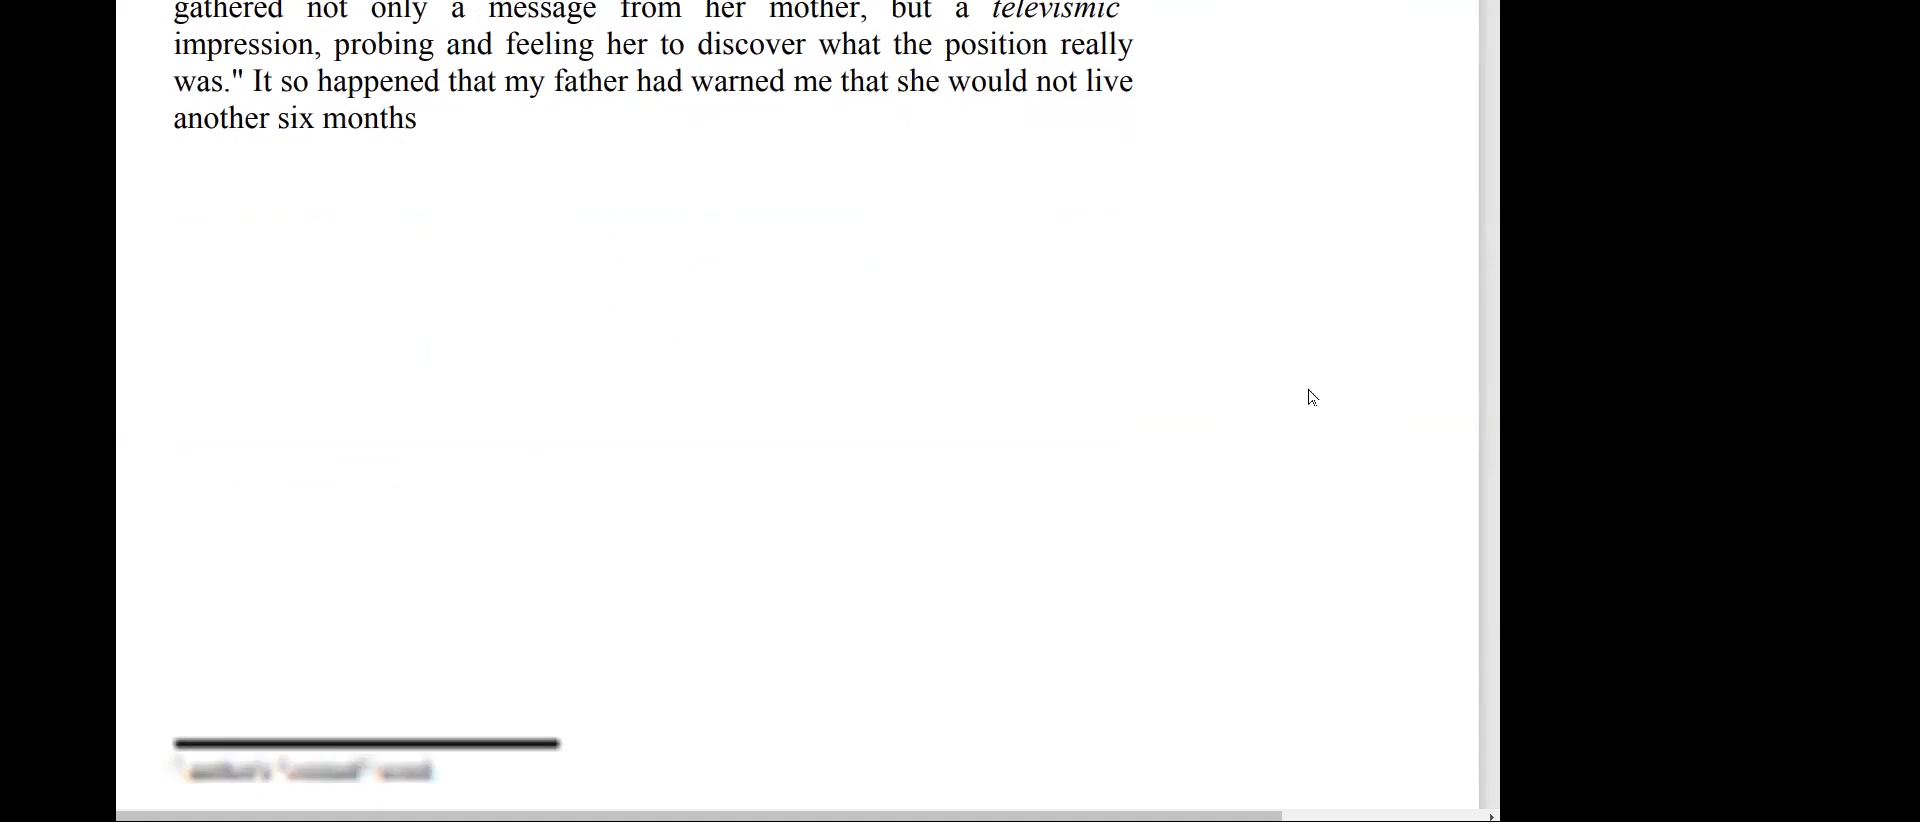 gathered not only a message from her mother, but a televismic
impression, probing and feeling her to discover what the position really
was." It so happened that my father had warned me that she would not live
another six months